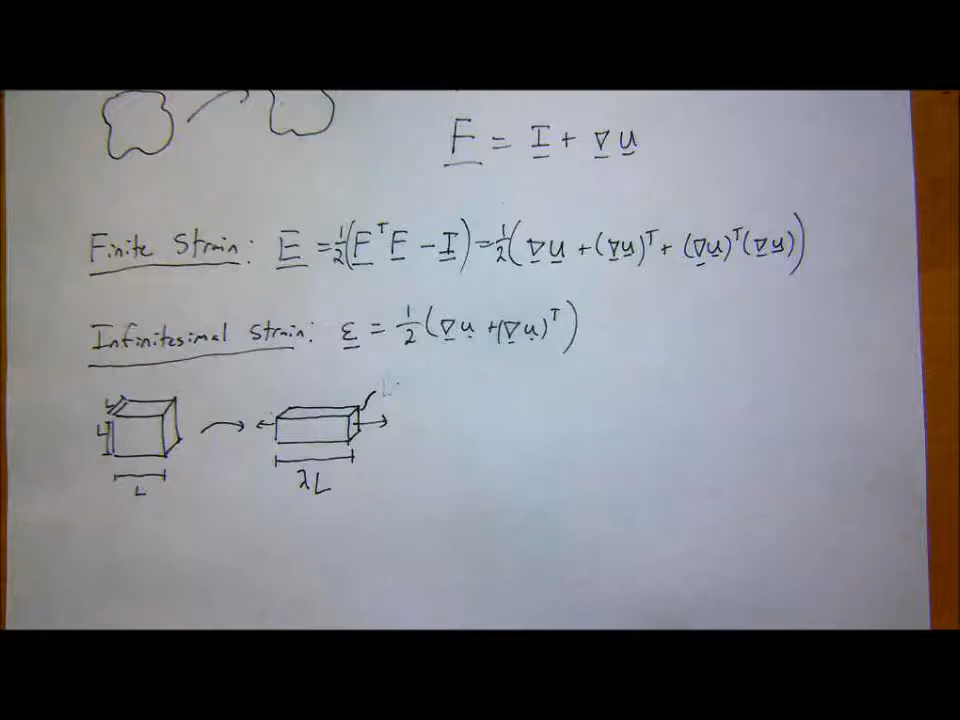 F = I + ∇u
Finite Strain: E = 1/2(FᵀF - I) = 1/2(∇u + (∇u)ᵀ + (∇u)ᵀ(∇u))
Infinitesimal Strain: ε = 1/2(∇u + (∇u)ᵀ)
L
L
L
λL